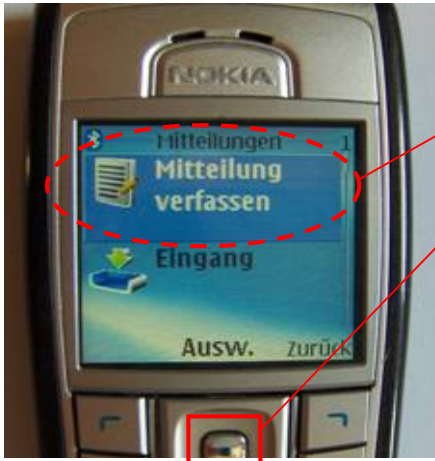 NOKIA
Mitteilungen 1
Mitteilung
verfassen
Eingang
Ausw. zurück